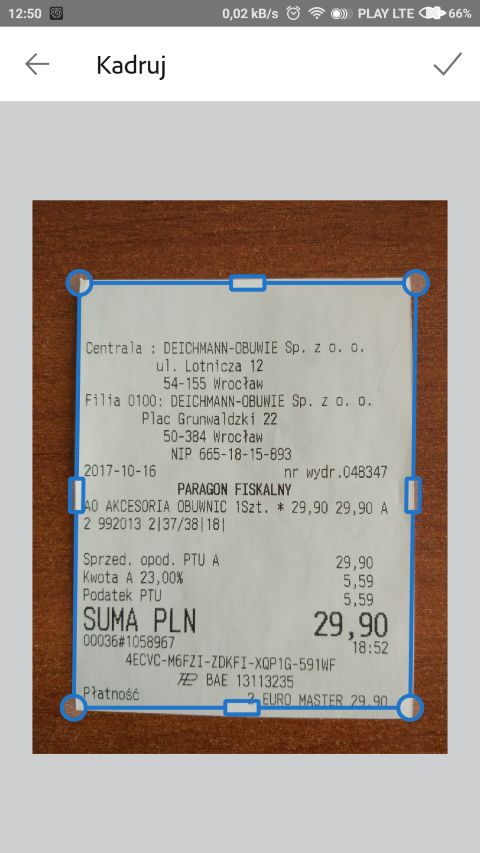 12:50 0,02 kB/s PLAY LTE 66%
Kadruj
Centrala : DEICHMANN-OBUWIE Sp. z o. o.
ul. Lotnicza 12
54-155 Wrocław
Filia 0100: DEICHMANN-OBUWIE Sp. z o. o.
Plac Grunwaldzki 22
50-384 Wrocław
NIP 665-18-15-893
2017-10-16 nr wydr.048347
PARAGON FISKALNY
AO AKCESORIA OBUWNIC 1Szt. * 29,90 29,90 A
2 992013 2|37/38|18|
Sprzed. opod. PTU A 29,90
Kwota A 23,00% 5,59
Podatek PTU 5,59
SUMA PLN 29,90
00036#1058967 18:52
4ECVC-M6FZI-ZDKFI-XQP1G-591WF
BAE 13113235
Płatność 2 EURO MASTER 29,90